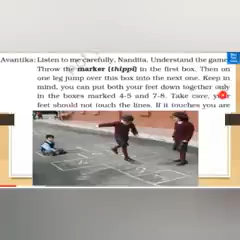 Avantika: Listen to me carefully, Nandita, Understand the game
Throw the marker (thippi) in the first box. Then on
one leg jump over this box into the next one. Keep in
mind, you can put both your feet down together only
in the boxes marked 4-5 and 7-8. Take care, your
feet should not touch the lines. If it touches you are